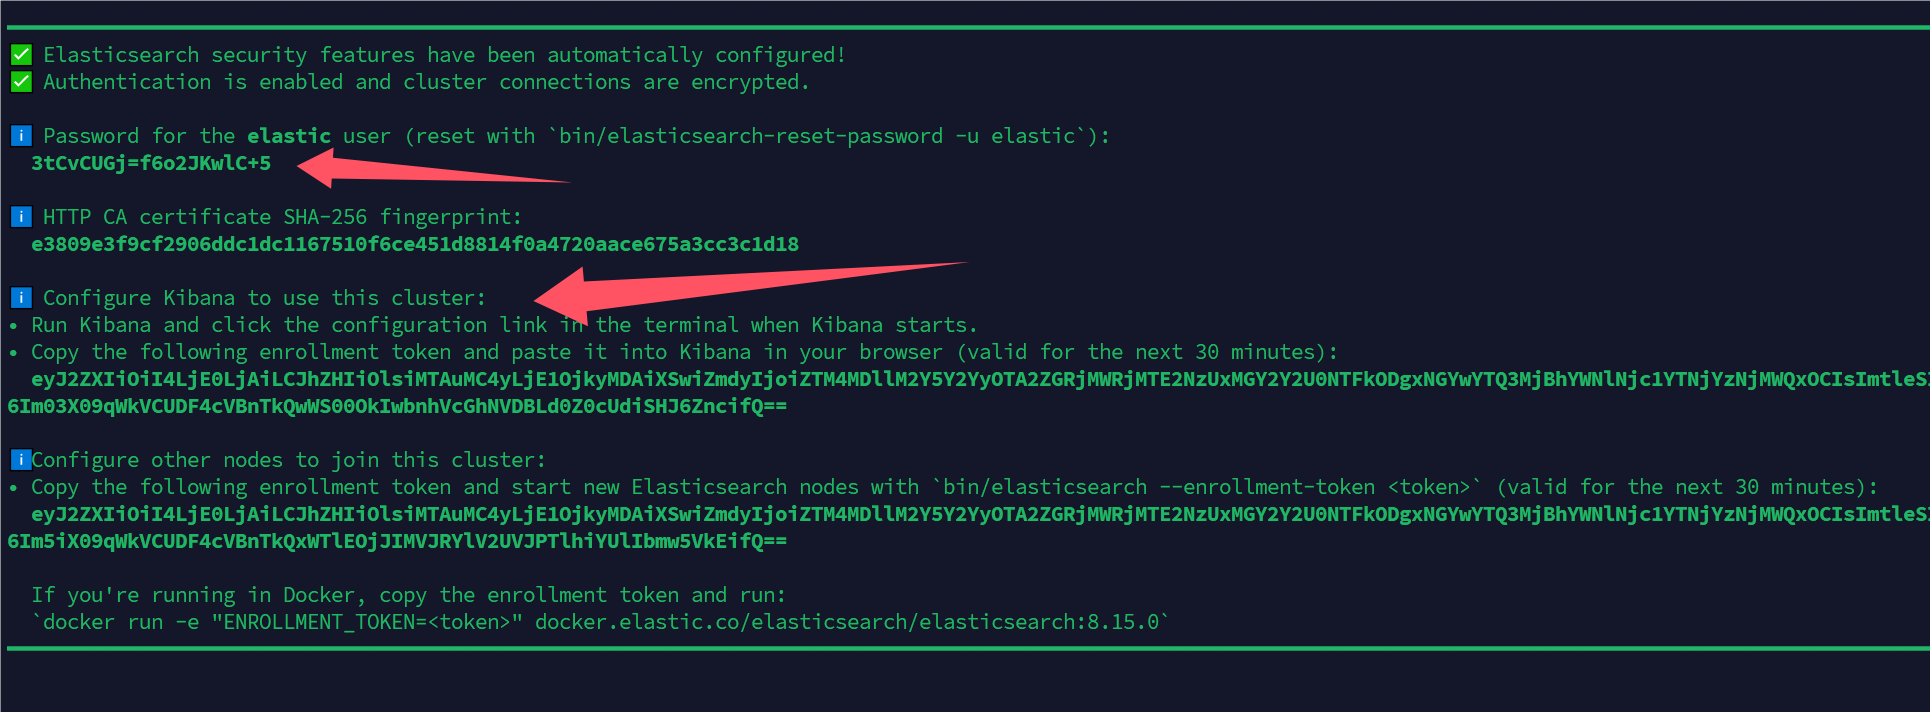 Elasticsearch security features have been automatically configured!
Authentication is enabled and cluster connections are encrypted.
Password for the elastic user (reset with `bin/elasticsearch-reset-password -u elastic`):
3tCvCUGj=f6o2JKwlC+5
HTTP CA certificate SHA-256 fingerprint:
e3809e3f9cf2906ddc1dc1167510f6ce451d8814f0a4720aace675a3cc3c1d18
Configure Kibana to use this cluster:
• Run Kibana and click the configuration link in the terminal when Kibana starts.
• Copy the following enrollment token and paste it into Kibana in your browser (valid for the next 30 minutes):
eyJ2ZXIiOiI4LjE0LjAiLCJhZHIiOlsiMTAuMC4yLjE1OjkyMDAiXSwiZmdyIjoiZTM4MDllM2Y5Y2YyOTA2ZGRjMWRjMTE2NzUxMGY2Y2U0NTFkODgxNGYwYTQ3MjBhYWNlNjc1YTNjYzNjMWQxOCIsImtleSI
6Im03X09qWkVCUDF4cVBnTkQwWS00OkIwbnhVcGhNVDBLd0Z0cUdiSHJ6ZncifQ==
Configure other nodes to join this cluster:
• Copy the following enrollment token and start new Elasticsearch nodes with `bin/elasticsearch --enrollment-token <token>` (valid for the next 30 minutes):
eyJ2ZXIiOiI4LjE0LjAiLCJhZHIiOlsiMTAuMC4yLjE1OjkyMDAiXSwiZmdyIjoiZTM4MDllM2Y5Y2YyOTA2ZGRjMWRjMTE2NzUxMGY2Y2U0NTFkODgxNGYwYTQ3MjBhYWNlNjc1YTNjYzNjMWQxOCIsImtleSI
6Im5iX09qWkVCUDF4cVBnTkQxWTlEOjJIMVJRYlV2UVJPTlhiYUlIbmw5VkEifQ==
If you're running in Docker, copy the enrollment token and run:
`docker run -e "ENROLLMENT_TOKEN=<token>" docker.elastic.co/elasticsearch/elasticsearch:8.15.0`